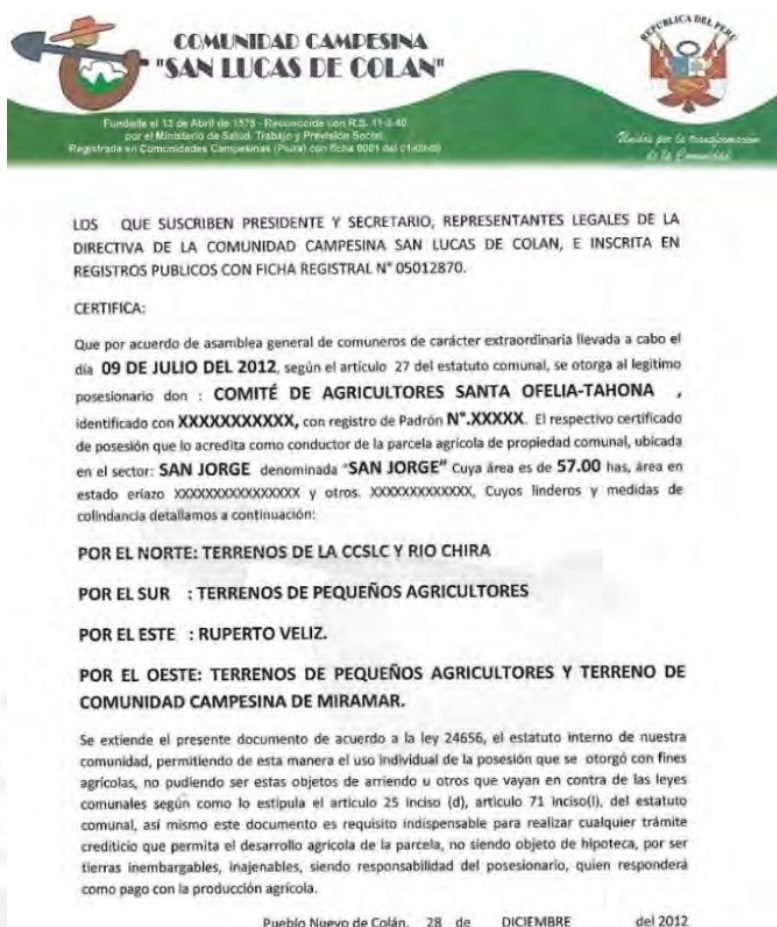 COMUNIDAD CAMPESINA
"SAN LUCAS DE COLAN"
REPUBLICA DEL PERU
Fundada el 13 de Abril de 1578 - Reconocida con R.S. 11-3-40
por el Ministerio de Salud, Trabajo y Previsión Social.
Registrada en Comunidades Campesinas (Piura) con ficha 0001 del
Unidos por la transformación
de la Comunidad
LOS QUE SUSCRIBEN PRESIDENTE Y SECRETARIO, REPRESENTANTES LEGALES DE LA
DIRECTIVA DE LA COMUNIDAD CAMPESINA SAN LUCAS DE COLAN, E INSCRITA EN
REGISTROS PUBLICOS CON FICHA REGISTRAL N° 05012870.
CERTIFICA:
Que por acuerdo de asamblea general de comuneros de carácter extraordinaria llevada a cabo el
día 09 DE JULIO DEL 2012, según el artículo 27 del estatuto comunal, se otorga al legitimo
posesionario don : COMITÉ DE AGRICULTORES SANTA OFELIA-TAHONA ,
identificado con XXXXXXXXXXX, con registro de Padrón N°.XXXXX. El respectivo certificado
de posesión que lo acredita como conductor de la parcela agrícola de propiedad comunal, ubicada
en el sector: SAN JORGE denominada "SAN JORGE" Cuya área es de 57.00 has, área en
estado eriazo XXXXXXXXXXXXXXXX y otros. XXXXXXXXXXXXX, Cuyos linderos y medidas de
colindancia detallamos a continuación:
POR EL NORTE: TERRENOS DE LA CCSLC Y RIO CHIRA
POR EL SUR : TERRENOS DE PEQUEÑOS AGRICULTORES
POR EL ESTE : RUPERTO VELIZ.
POR EL OESTE: TERRENOS DE PEQUEÑOS AGRICULTORES Y TERRENO DE
COMUNIDAD CAMPESINA DE MIRAMAR.
Se extiende el presente documento de acuerdo a la ley 24656, el estatuto interno de nuestra
comunidad, permitiendo de esta manera el uso individual de la posesión que se otorgó con fines
agrícolas, no pudiendo ser estas objetos de arriendo u otros que vayan en contra de las leyes
comunales según como lo estipula el artículo 25 inciso (d), artículo 71 inciso(l), del estatuto
comunal, así mismo este documento es requisito indispensable para realizar cualquier trámite
crediticio que permita el desarrollo agrícola de la parcela, no siendo objeto de hipoteca, por ser
tierras inembargables, inajenables, siendo responsabilidad del posesionario, quien responderá
como pago con la producción agrícola.
Pueblo Nuevo de Colán, 28 de DICIEMBRE del 2012